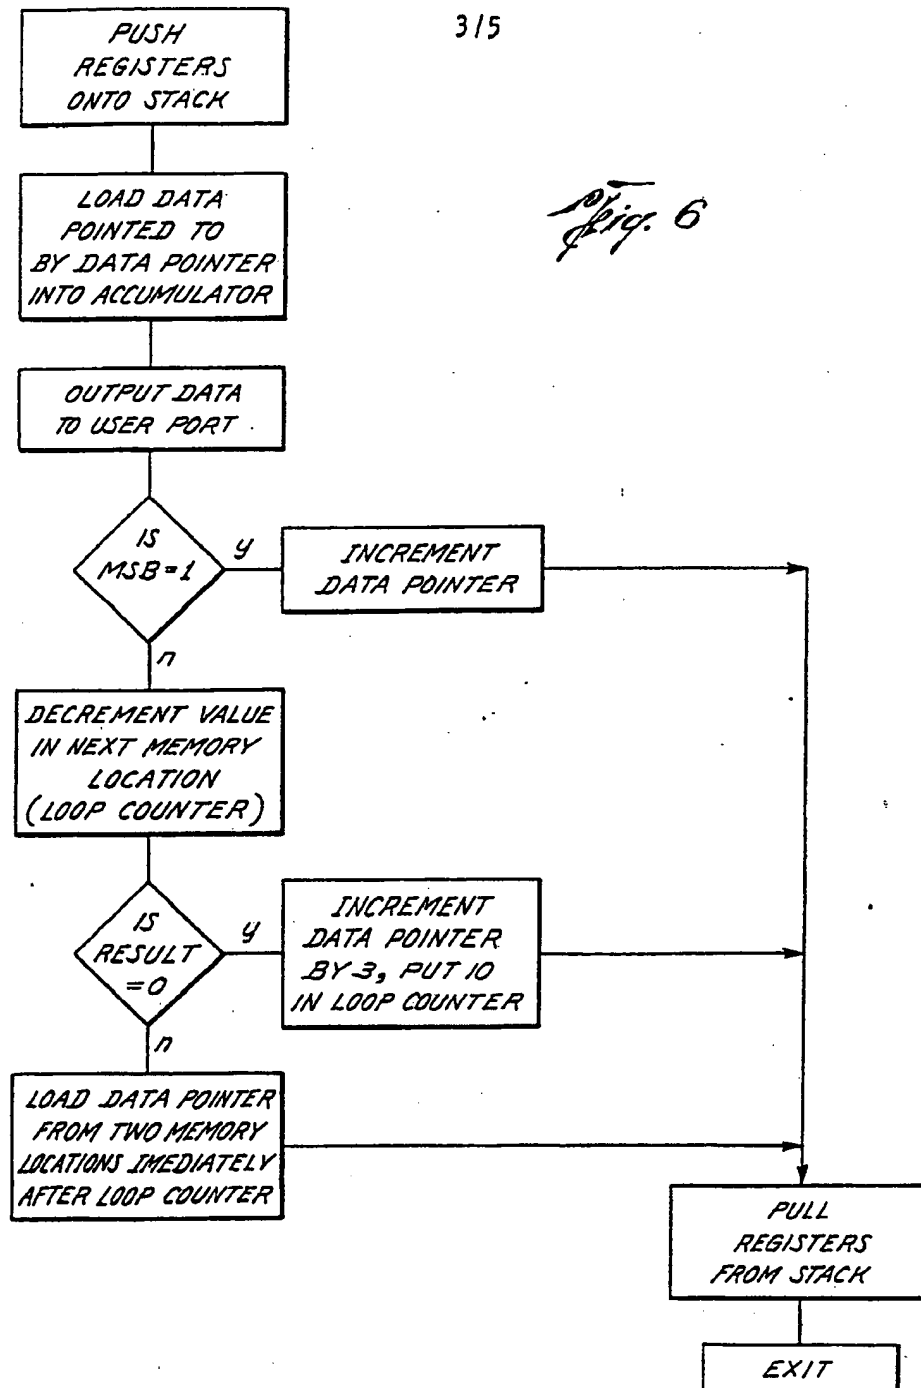 3/5
PUSH
REGISTERS
ONTO STACK
Fig. 6
LOAD DATA
POINTED TO
BY DATA POINTER
INTO ACCUMULATOR
OUTPUT DATA
TO USER PORT
IS
MSB=1
y
INCREMENT
DATA POINTER
n
DECREMENT VALUE
IN NEXT MEMORY
LOCATION
(LOOP COUNTER)
IS
RESULT
=0
y
INCREMENT
DATA POINTER
BY 3, PUT 10
IN LOOP COUNTER
n
LOAD DATA POINTER
FROM TWO MEMORY
LOCATIONS IMEDIATELY
AFTER LOOP COUNTER
PULL
REGISTERS
FROM STACK
EXIT